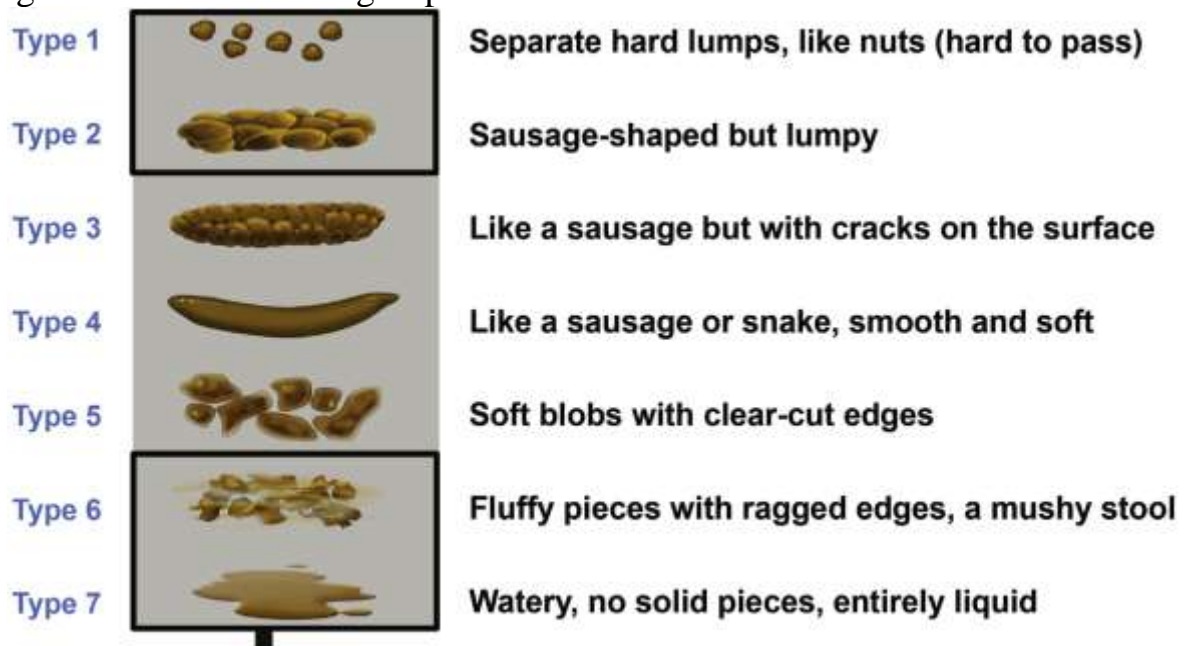 Type 1 Separate hard lumps, like nuts (hard to pass)
Type 2 Sausage-shaped but lumpy
Type 3 Like a sausage but with cracks on the surface
Type 4 Like a sausage or snake, smooth and soft
Type 5 Soft blobs with clear-cut edges
Type 6 Fluffy pieces with ragged edges, a mushy stool
Type 7 Watery, no solid pieces, entirely liquid